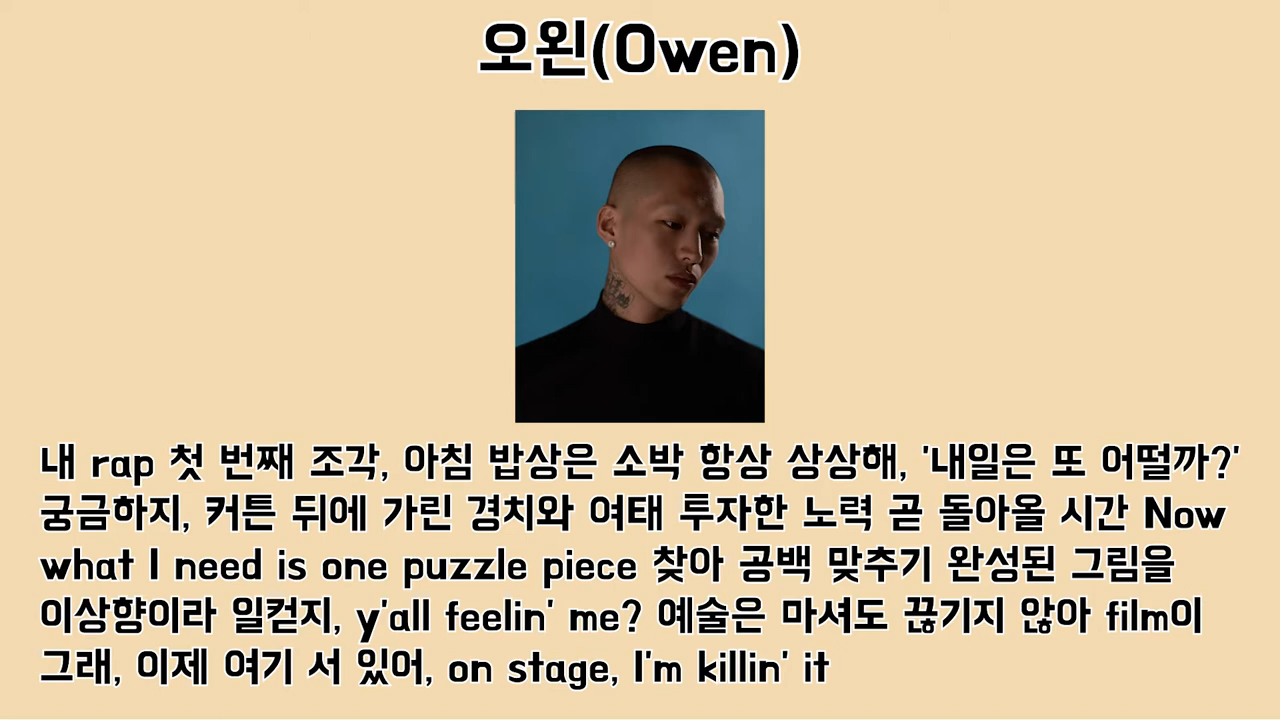 오왼(Owen)
내 rap 첫 번째 조각, 아침 밥상은 소박 항상 상상해, '내일은 또 어떨까?'
궁금하지, 커튼 뒤에 가린 경치와 여태 투자한 노력 곧 돌아올 시간 Now
what I need is one puzzle piece 찾아 공백 맞추기 완성된 그림을
이상향이라 일컫지, y'all feelin' me? 예술은 마셔도 끊기지 않아 film이
그래, 이제 여기 서 있어, on stage, I'm killin' it